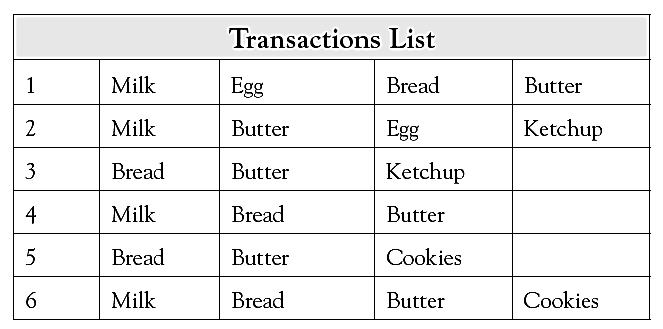 Transactions List
1 Milk Egg Bread Butter
2 Milk Butter Egg Ketchup
3 Bread Butter Ketchup
4 Milk Bread Butter
5 Bread Butter Cookies
6 Milk Bread Butter Cookies